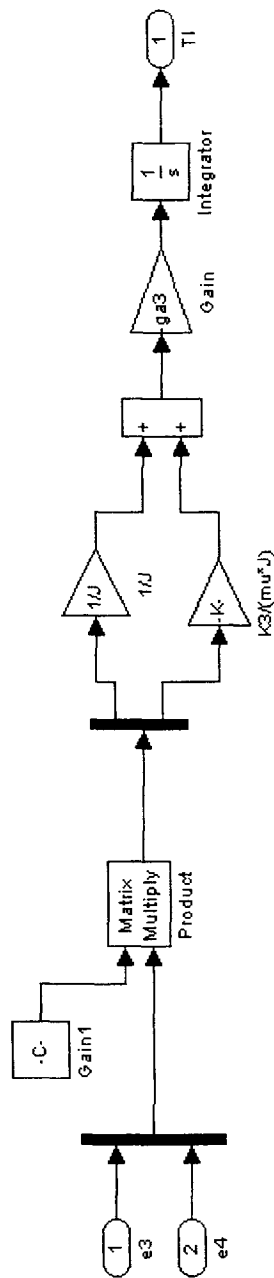 1
e3
2
e4
-C-
Gain1
Matrix
Multiply
Product
1/J
1/J
-K-
K3/(mu*J)
+
+
ga3
Gain
1
s
Integrator
1
Tl